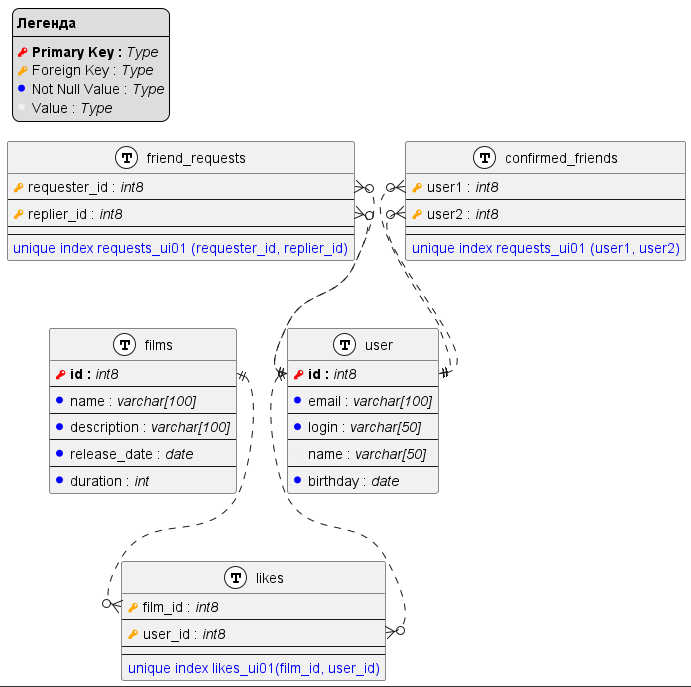 Легенда
Primary Key : Type
Foreign Key : Type
Not Null Value : Type
Value : Type
T friend_requests
requester_id : int8
replier_id : int8
unique index requests_ui01 (requester_id, replier_id)
T confirmed_friends
user1 : int8
user2 : int8
unique index requests_ui01 (user1, user2)
T films
id : int8
name : varchar[100]
description : varchar[100]
release_date : date
duration : int
T user
id : int8
email : varchar[100]
login : varchar[50]
name : varchar[50]
birthday : date
T likes
film_id : int8
user_id : int8
unique index likes_ui01(film_id, user_id)